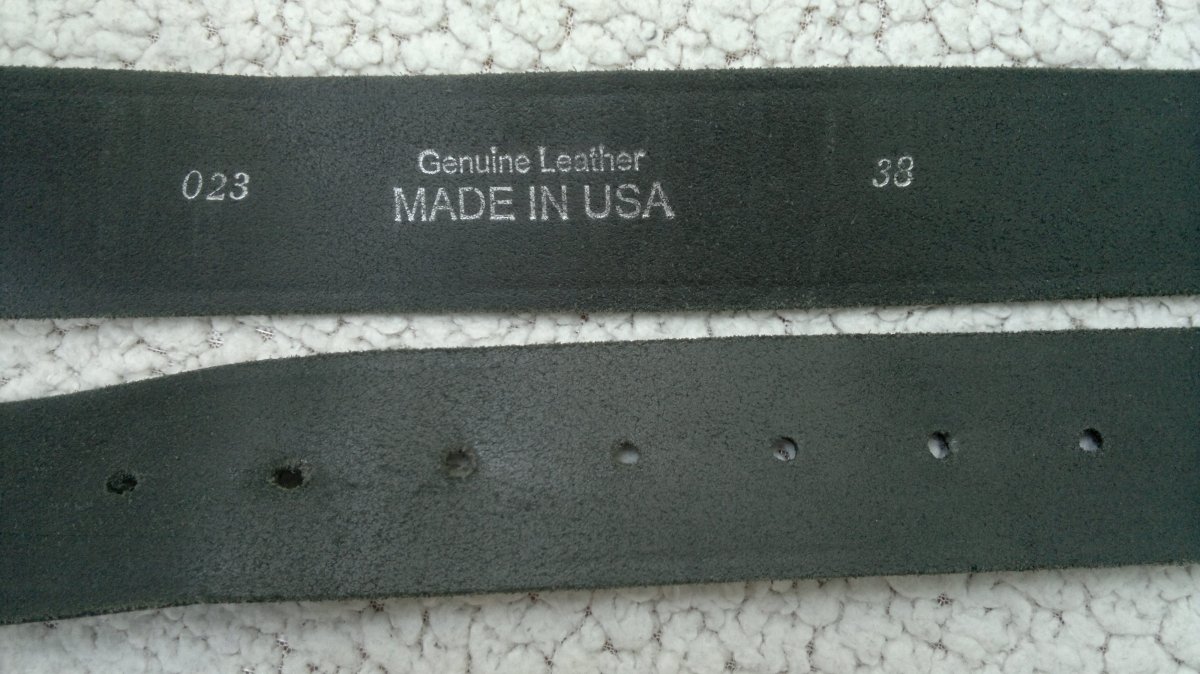 023
Genuine Leather
MADE IN USA
38